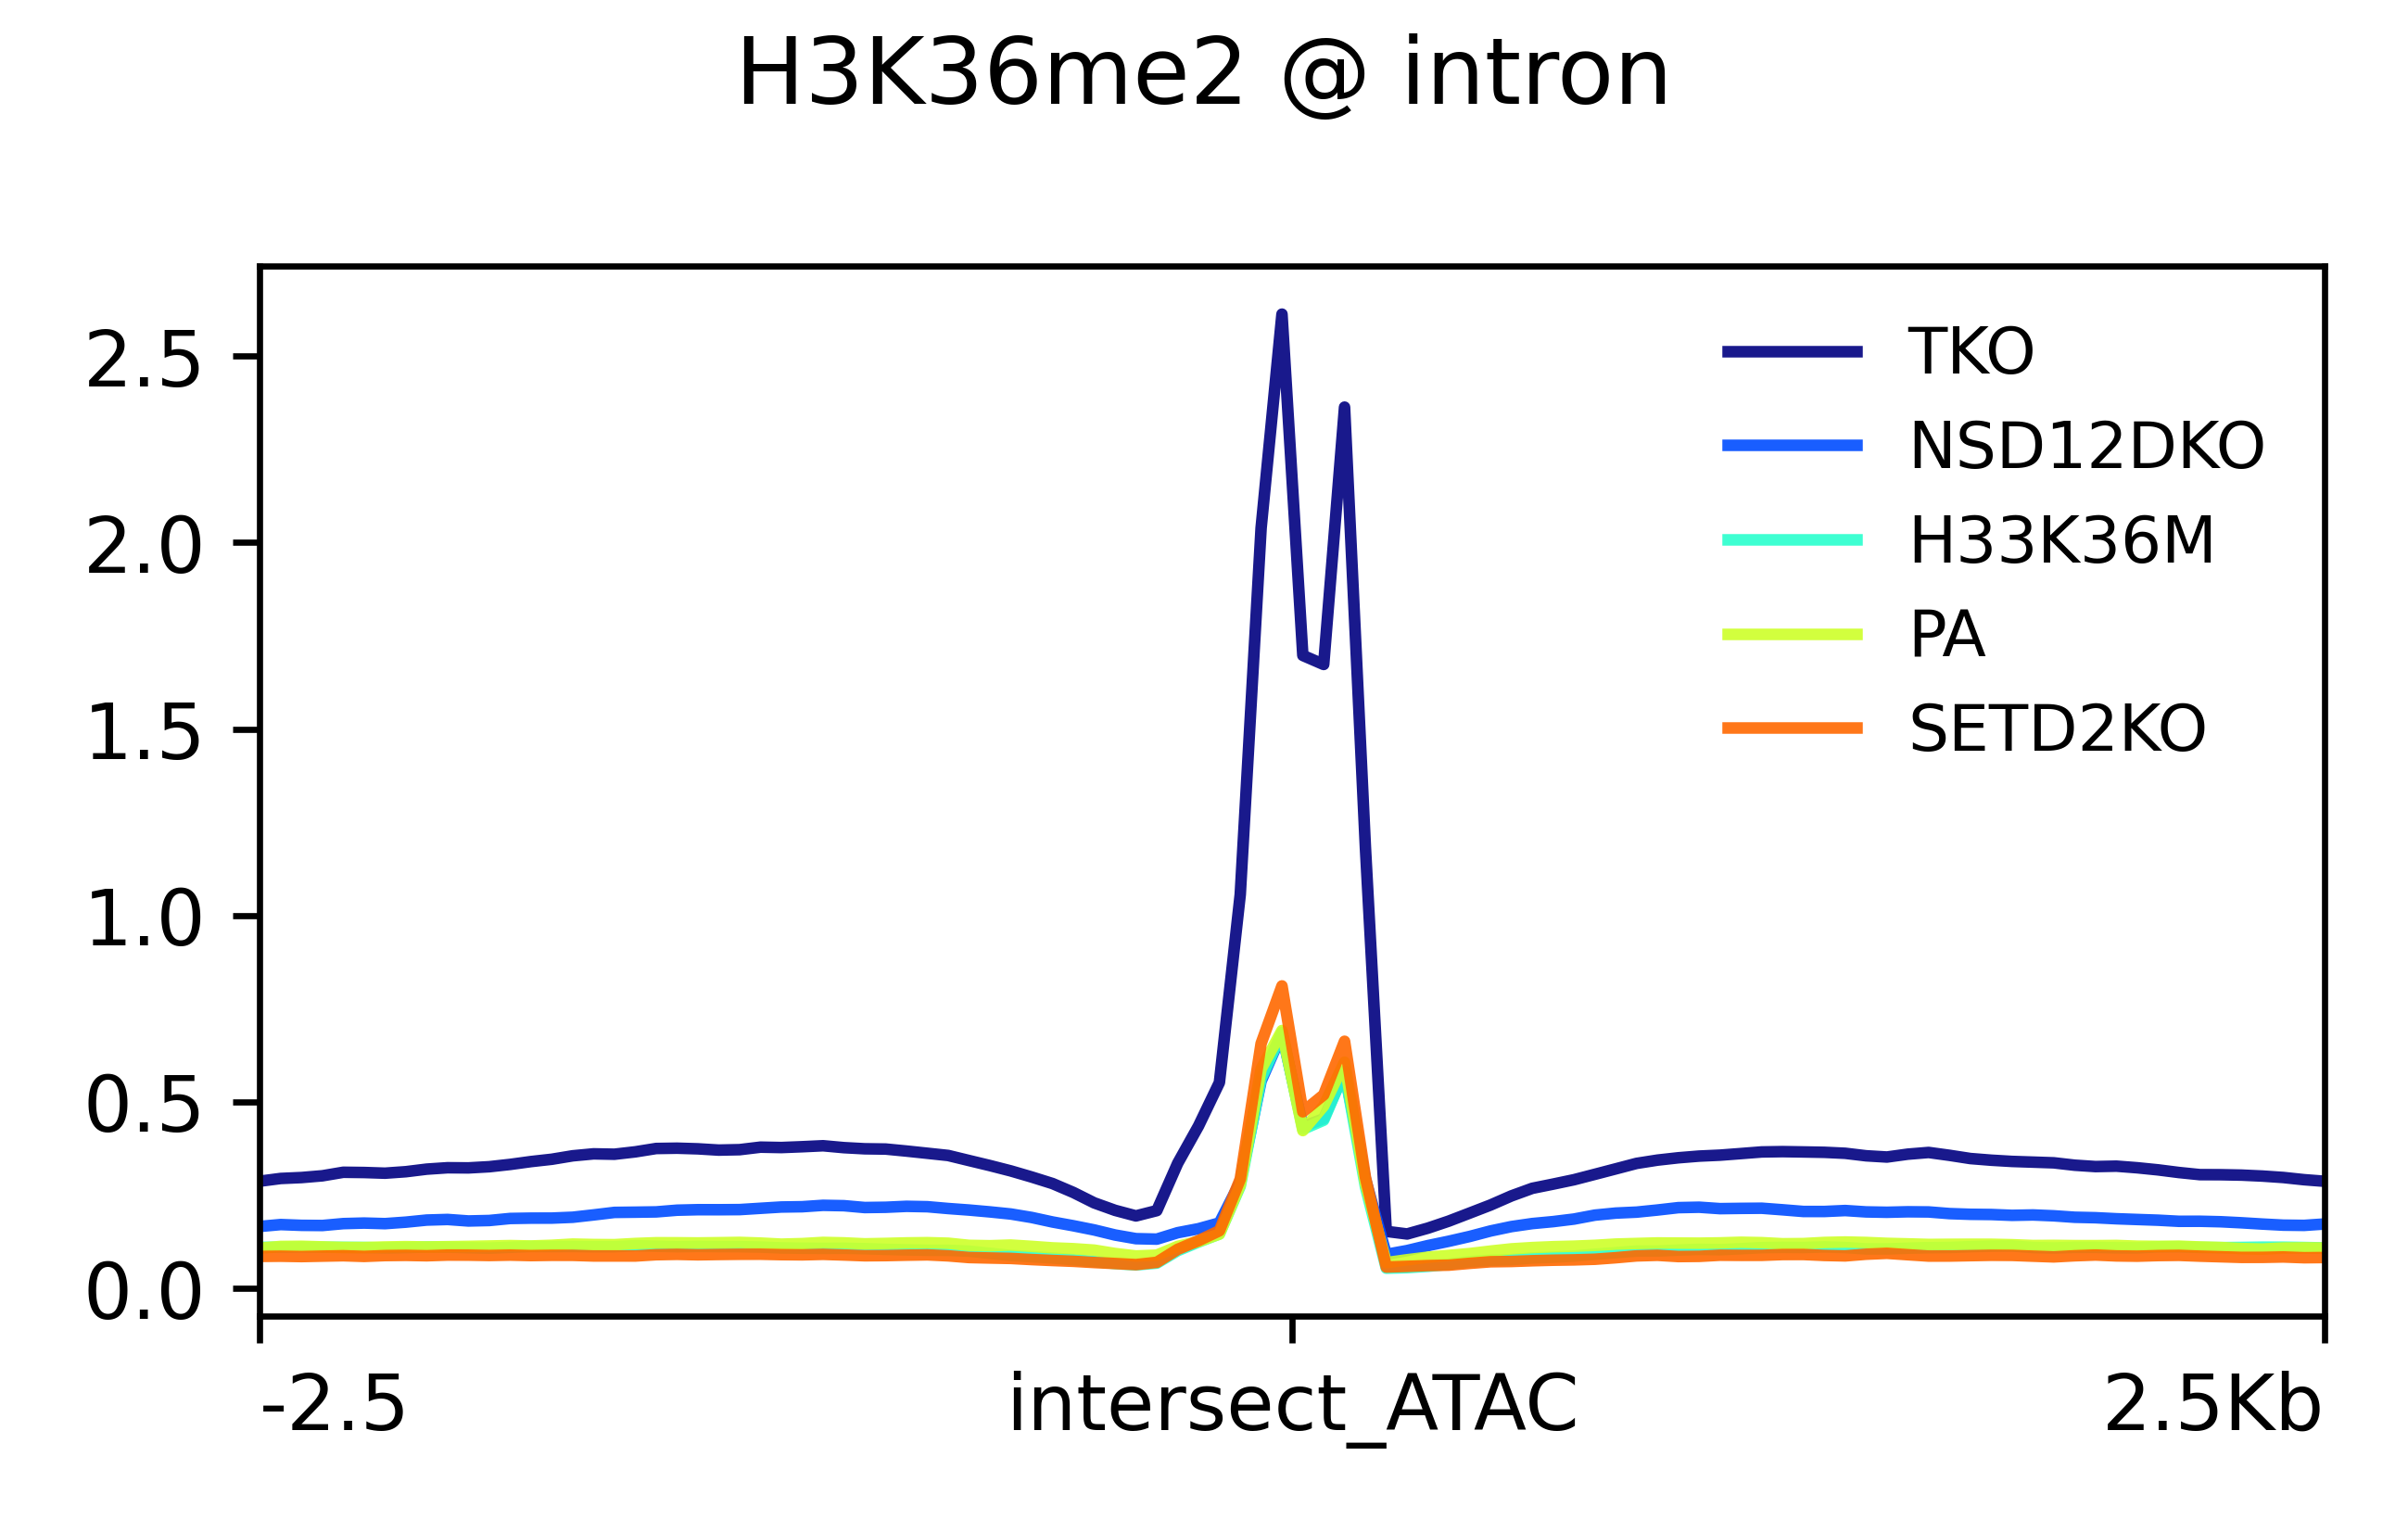 H3K36me2 @ intron
2.5
2.0
1.5
1.0
0.5
0.0
TKO
NSD12DKO
H33K36M
PA
SETD2KO
-2.5 intersect_ATAC 2.5Kb